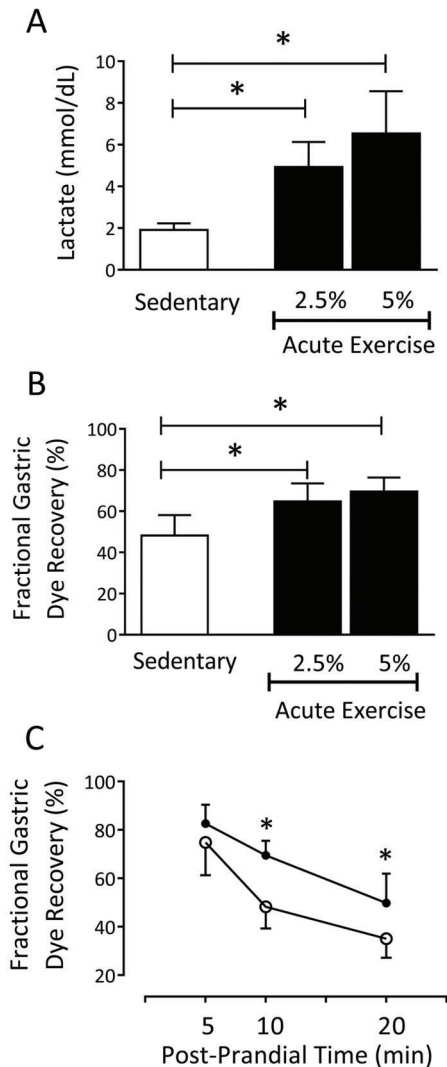 A
Lactate (mmol/dL)
10
8
6
4
2
0
*
*
Sedentary
2.5%
5%
Acute Exercise
B
Fractional Gastric
Dye Recovery (%)
100
80
60
40
20
0
*
*
Sedentary
2.5%
5%
Acute Exercise
C
Fractional Gastric
Dye Recovery (%)
100
80
60
40
20
*
*
5 10 20
Post-Prandial Time (min)